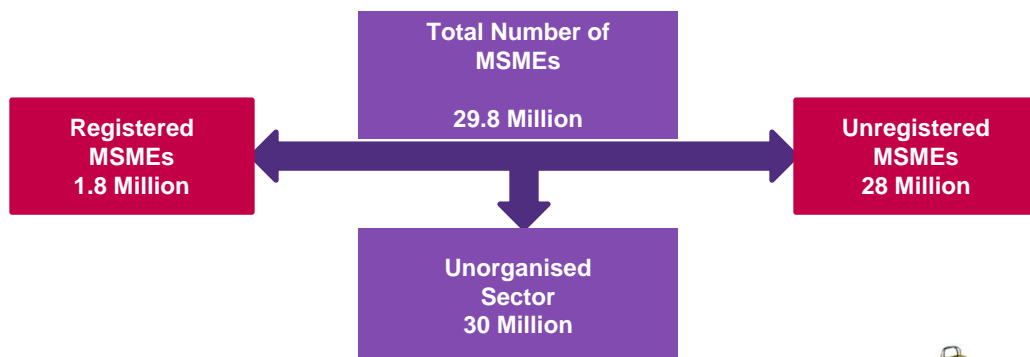 Total Number of
MSMEs
29.8 Million
Registered
MSMEs
1.8 Million
Unregistered
MSMEs
28 Million
Unorganised
Sector
30 Million